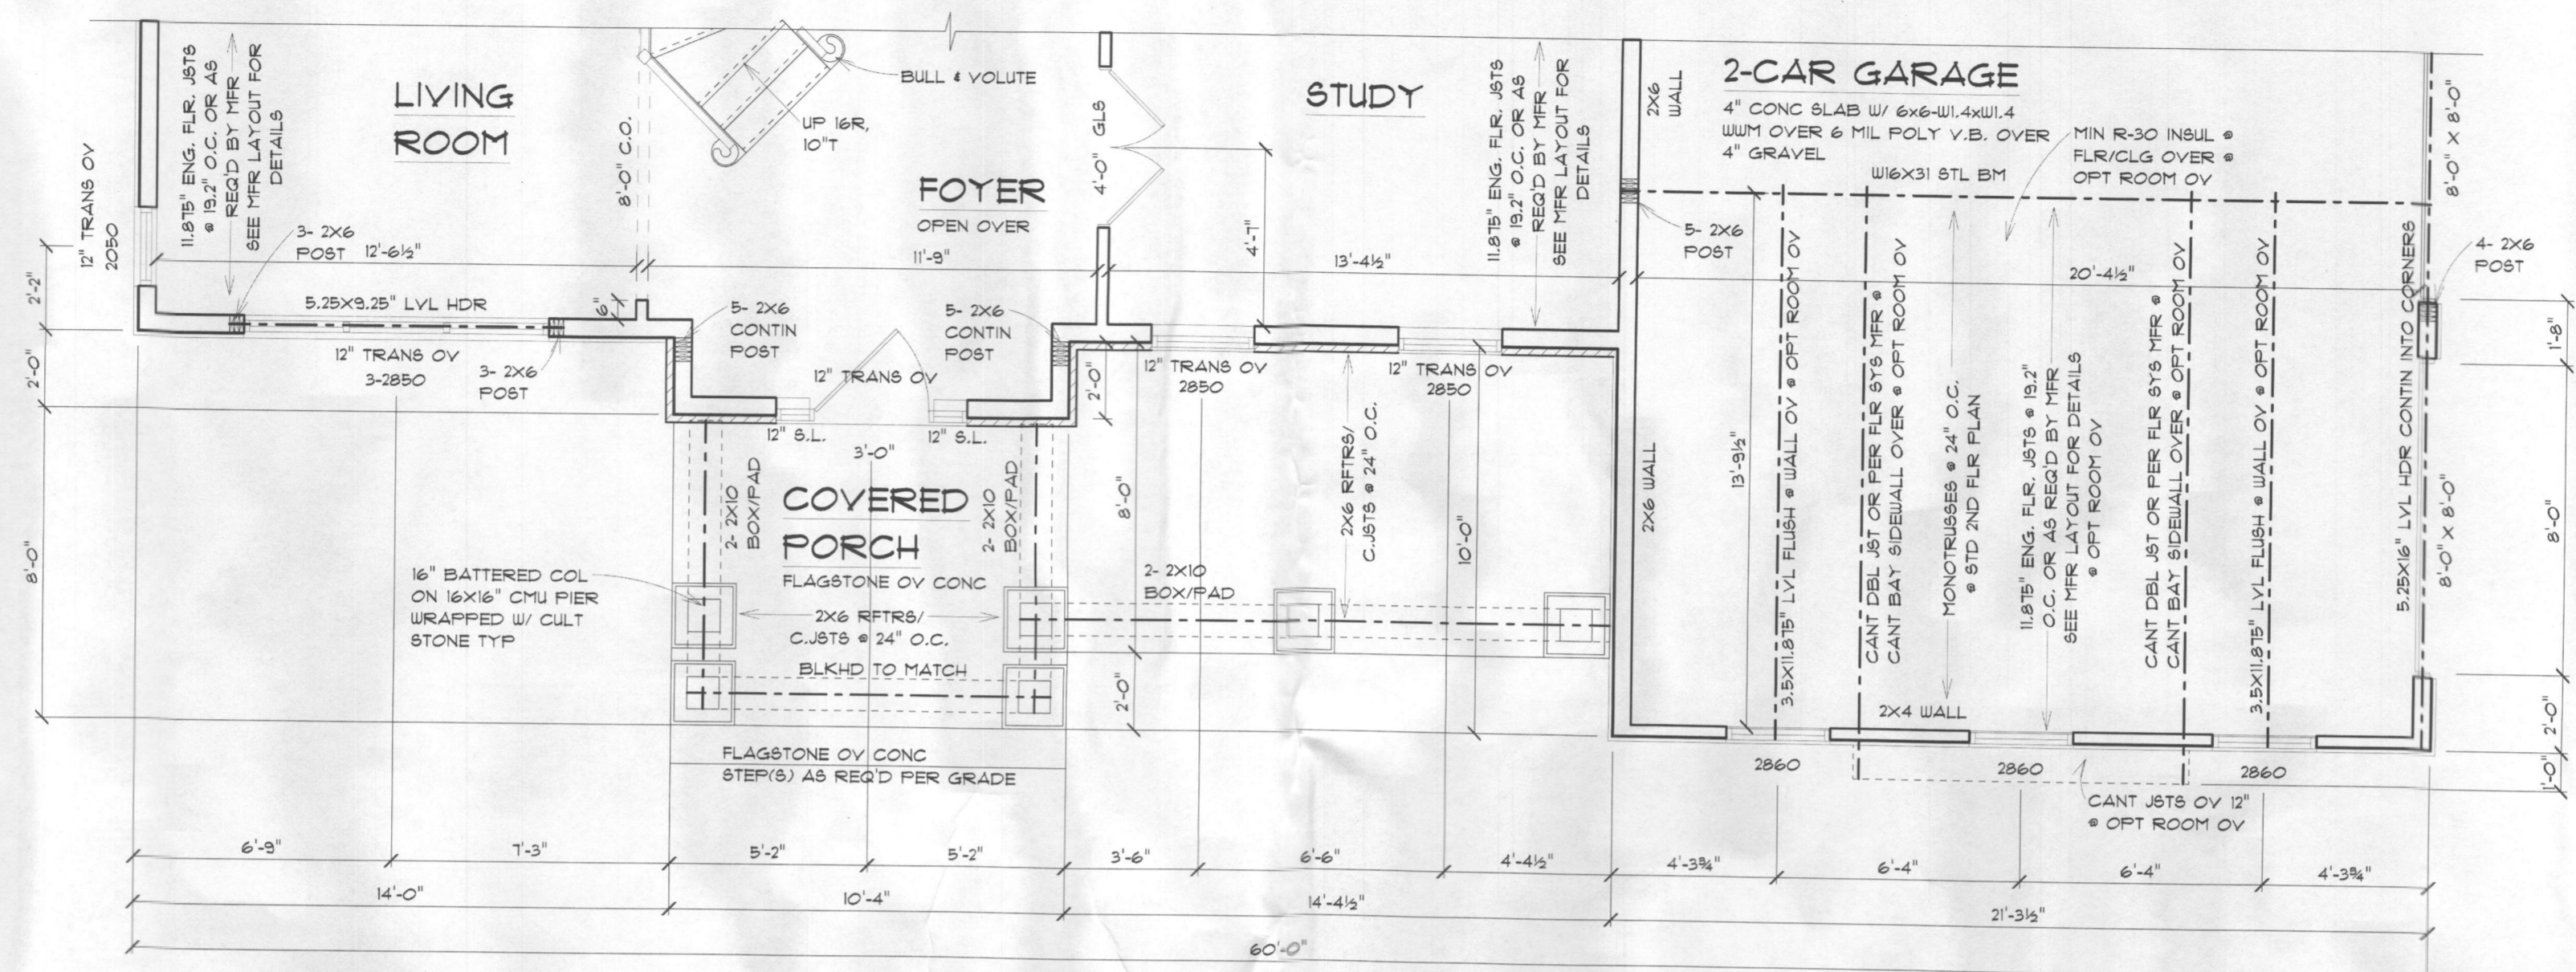 12" TRANS OV
2050
11.875" ENG. FLR. JSTS
@ 19.2" O.C. OR AS
REQ'D BY MFR
SEE MFR LAYOUT FOR
DETAILS
LIVING
ROOM
3- 2X6
POST
12'-6½"
5.25X9.25" LVL HDR
6"
12" TRANS OV
3-2850
3- 2X6
POST
8'-0" C.O.
BULL & VOLUTE
UP 16R,
10"T
FOYER
OPEN OVER
11'-9"
4'-0" GLS
5- 2X6
CONTIN
POST
5- 2X6
CONTIN
POST
12" TRANS OV
12" S.L.
12" S.L.
3'-0"
STUDY
4'-7"
13'-4½"
11.875" ENG. FLR. JSTS
@ 19.2" O.C. OR AS
REQ'D BY MFR
SEE MFR LAYOUT FOR
DETAILS
12" TRANS OV
2850
12" TRANS OV
2850
2X6
WALL
2-CAR GARAGE
4" CONC SLAB W/ 6x6-W1.4xW1.4
WWM OVER 6 MIL POLY V.B. OVER
4" GRAVEL
MIN R-30 INSUL @
FLR/CLG OVER @
OPT ROOM OV
W16X31 STL BM
5- 2X6
POST
20'-4½"
4- 2X6
POST
8'-0" X 8'-0"
2'-2"
2'-0"
8'-0"
2- 2X10
BOX/PAD
COVERED
PORCH
FLAGSTONE OV CONC
2- 2X10
BOX/PAD
16" BATTERED COL
ON 16X16" CMU PIER
WRAPPED W/ CULT
STONE TYP
2X6 RFTRS/
C.JSTS @ 24" O.C.
BLKHD TO MATCH
FLAGSTONE OV CONC
STEP(S) AS REQ'D PER GRADE
2'-0"
8'-0"
2'-0"
2- 2X10
BOX/PAD
2X6 RFTRS/
C.JSTS @ 24" O.C.
10'-0"
2X6 WALL
13'-9½"
3.5X11.875" LVL FLUSH @ WALL OV @ OPT ROOM OV
CANT DBL JST OR PER FLR SYS MFR @
CANT BAY SIDEWALL OVER @ OPT ROOM OV
MONOTRUSSES @ 24" O.C.
@ STD 2ND FLR PLAN
11.875" ENG. FLR. JSTS @ 19.2"
O.C. OR AS REQ'D BY MFR
SEE MFR LAYOUT FOR DETAILS
@ OPT ROOM OV
CANT DBL JST OR PER FLR SYS MFR @
CANT BAY SIDEWALL OVER @ OPT ROOM OV
3.5X11.875" LVL FLUSH @ WALL OV @ OPT ROOM OV
5.25X16" LVL HDR CONTIN INTO CORNERS
8'-0" X 8'-0"
1'-8"
8'-0"
2'-0"
1'-0"
2X4 WALL
2860
2860
2860
CANT JSTS OV 12"
@ OPT ROOM OV
6'-9"
7'-3"
5'-2"
5'-2"
3'-6"
6'-6"
4'-4½"
4'-3¾"
6'-4"
6'-4"
4'-3¾"
14'-0"
10'-4"
14'-4½"
21'-3½"
60'-0"